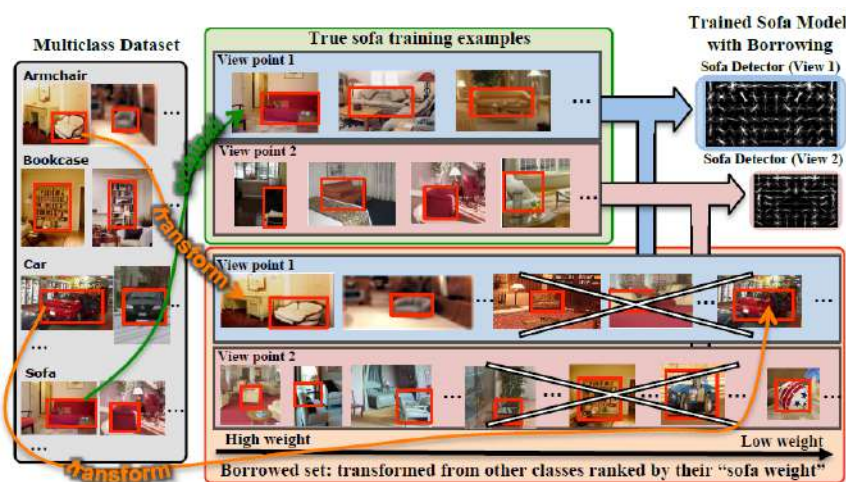 Multiclass Dataset
Armchair
...
Bookcase
Car
...
...
Sofa
...
...
True sofa training examples
View point 1
...
View point 2
...
Trained Sofa Model
with Borrowing
Sofa Detector (View 1)
Sofa Detector (View 2)
Transform
View point 1
...
...
...
View point 2
...
...
...
...
Transform
High weight
Low weight
Borrowed set: transformed from other classes ranked by their “sofa weight”